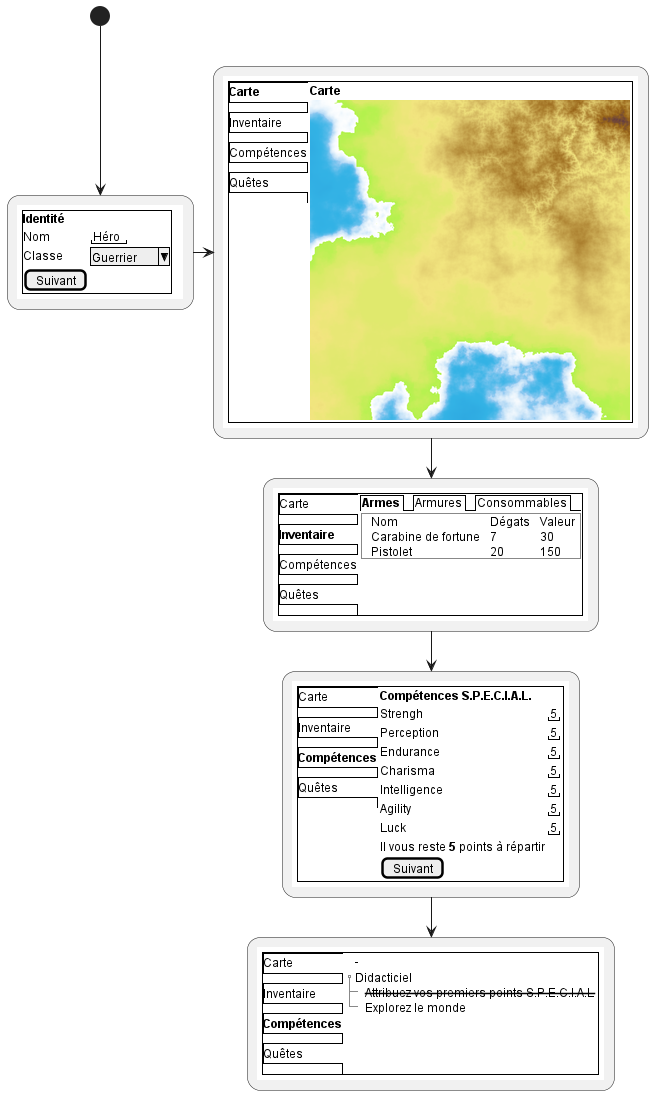 Identité
Nom Héro
Classe Guerrier
Suivant
Carte
Inventaire
Compétences
Quêtes
Carte
Carte
Inventaire
Compétences
Quêtes
Armes Armures Consommables
Nom Dégats Valeur
Carabine de fortune 7 30
Pistolet 20 150
Carte
Inventaire
Compétences
Quêtes
Compétences S.P.E.C.I.A.L.
Strengh 5
Perception 5
Endurance 5
Charisma 5
Intelligence 5
Agility 5
Luck 5
Il vous reste 5 points à répartir
Suivant
Carte
Inventaire
Compétences
Quêtes
-
Didacticiel
Attribuez vos premiers points S.P.E.C.I.A.L
Explorez le monde